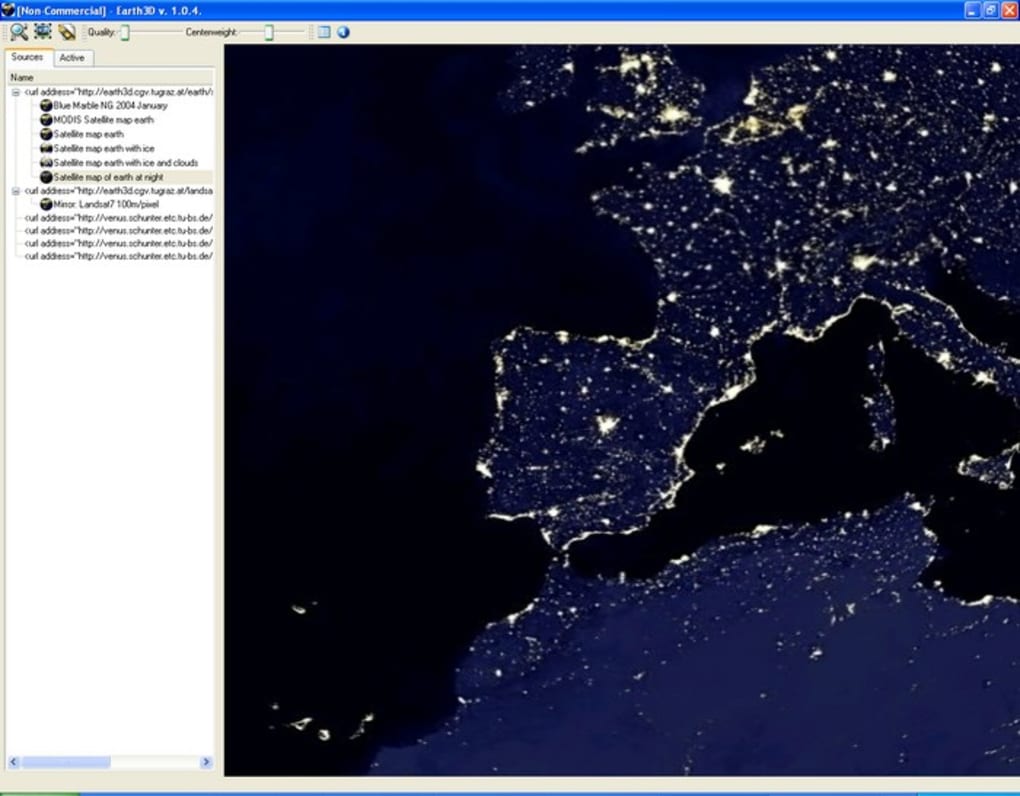 [Non-Commercial] - Earth3D v. 1.0.4.
Quality: Centerweight:
Sources Active
Name
<url address="http://earth3d.cgv.tugraz.at/earth/s
Blue Marble NG 2004 January
MODIS Satellite map earth
Satellite map earth
Satellite map earth with ice
Satellite map earth with ice and clouds
Satellite map of earth at night
<url address="http://earth3d.cgv.tugraz.at/landsa
Mirror: Landsat7 100m/pixel
<url address="http://venus.schunter.etc.tu-bs.de/
<url address="http://venus.schunter.etc.tu-bs.de/
<url address="http://venus.schunter.etc.tu-bs.de/
<url address="http://venus.schunter.etc.tu-bs.de/